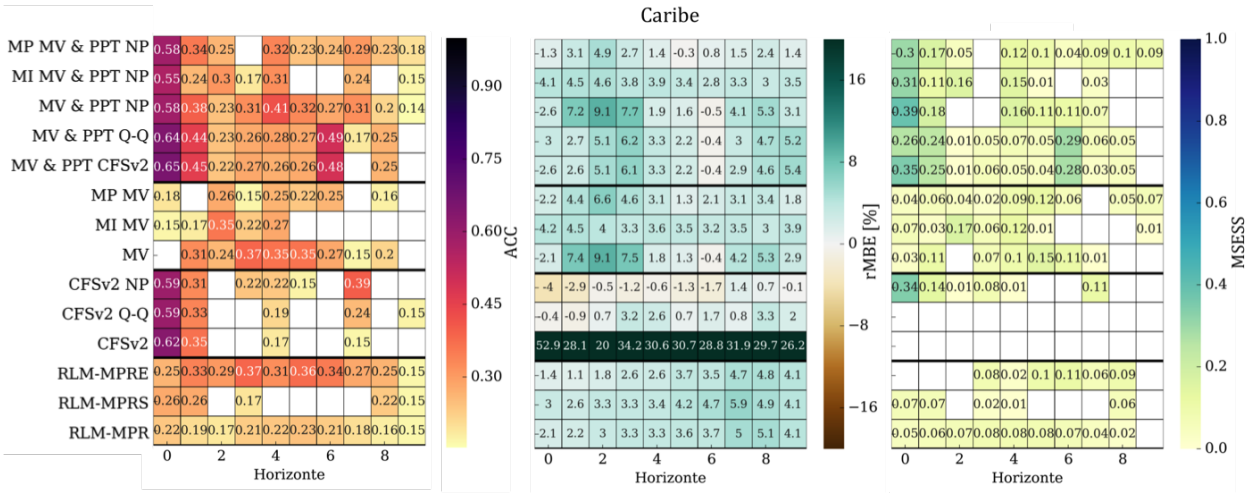 Caribe
MP MV & PPT NP 0.58 0.34 0.25 0.32 0.23 0.24 0.29 0.23 0.18 -1.3 3.1 4.9 2.7 1.4 -0.3 0.8 1.5 2.4 1.4 -0.3 0.17 0.05 0.12 0.1 0.04 0.09 0.1 0.09
MI MV & PPT NP 0.55 0.24 0.3 0.17 0.31 0.24 0.15 -4.1 4.5 4.6 3.8 3.9 3.4 2.8 3.3 3 3.5 0.31 0.11 0.16 0.15 0.01 0.03
MV & PPT NP 0.58 0.38 0.23 0.31 0.41 0.32 0.27 0.31 0.2 0.14 -2.6 7.2 9.1 7.7 1.9 1.6 -0.5 4.1 5.3 3.1 0.39 0.18 0.16 0.11 0.11 0.07
MV & PPT Q-Q 0.64 0.44 0.23 0.26 0.28 0.27 0.49 0.17 0.25 3 2.7 5.1 6.2 3.3 2.2 -0.4 3 4.7 5.2 0.26 0.24 0.01 0.05 0.07 0.05 0.29 0.06 0.05
MV & PPT CFSv2 0.65 0.45 0.22 0.27 0.26 0.26 0.48 0.25 -2.6 2.6 5.1 6.1 3.3 2.2 -0.4 2.9 4.6 5.4 0.35 0.25 0.01 0.06 0.05 0.04 0.28 0.03 0.05
MP MV 0.18 0.26 0.15 0.25 0.22 0.25 0.16 -2.2 4.4 6.6 4.6 3.1 1.3 2.1 3.1 3.4 1.8 0.04 0.06 0.04 0.02 0.04 0.09 0.12 0.06 0.05 0.07
MI MV 0.15 0.17 0.35 0.22 0.27 -4.2 4.5 4 3.3 4 3.5 3.2 3.5 3 3.9 0.07 0.03 0.17 0.06 0.12 0.01 0.01
MV 0.31 0.24 0.37 0.35 0.35 0.27 0.15 0.2 -2.1 7.4 9.1 7.5 1.8 1.3 -0.4 4.2 5.3 2.9 0.03 0.11 0.07 0.1 0.15 0.11 0.01
CFSv2 NP 0.59 0.31 0.22 0.22 0.15 0.39 -4 -2.9 -0.5 -1.2 -0.6 -1.3 -1.7 1.4 0.7 -0.1 0.34 0.14 0.01 0.08 0.01 0.11
CFSv2 Q-Q 0.59 0.33 0.19 0.24 0.15 -0.4 -0.9 0.7 3.2 2.6 0.7 1.7 0.8 3.3 2
CFSv2 0.62 0.35 0.17 0.15 52.9 28.1 20 34.2 30.6 30.7 28.8 31.9 29.7 26.2
RLM-MPRE 0.25 0.33 0.29 0.37 0.31 0.36 0.34 0.27 0.25 0.15 -1.4 1.1 1.8 2.6 2.6 3.7 3.5 4.7 4.8 4.1 0.08 0.02 0.1 0.11 0.06 0.09
RLM-MPRS 0.26 0.26 0.17 0.22 0.15 3 2.6 3.3 3.3 3.4 4.2 4.7 5.9 4.9 4.1 0.07 0.07 0.02 0.01 0.06
RLM-MPR 0.22 0.19 0.17 0.21 0.22 0.23 0.21 0.18 0.16 0.15 -2.1 2.2 3 3.3 3.3 3.6 3.7 5 5.1 4.1 0.05 0.06 0.07 0.08 0.08 0.08 0.07 0.04 0.02
0 2 4 6 8
Horizonte
0.90
0.75
0.60
0.45
0.30
ACC
0 2 4 6 8
Horizonte
16
8
0
−8
−16
rMBE [%]
0 2 4 6 8
Horizonte
1.0
0.8
0.6
0.4
0.2
0.0
MSESS